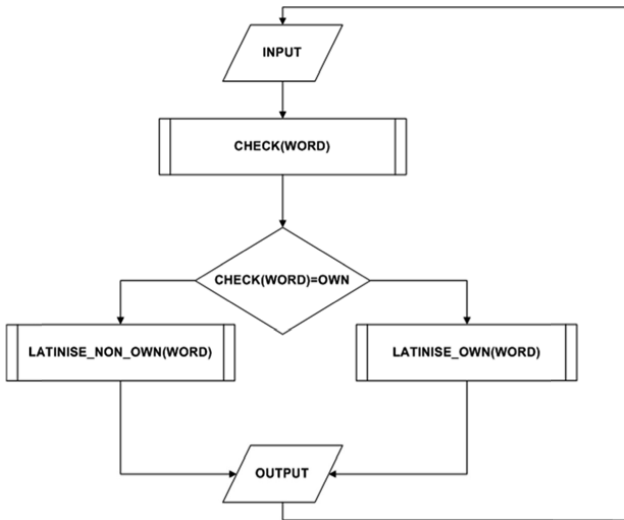 INPUT
CHECK(WORD)
CHECK(WORD)=OWN
LATINISE_NON_OWN(WORD)
LATINISE_OWN(WORD)
OUTPUT